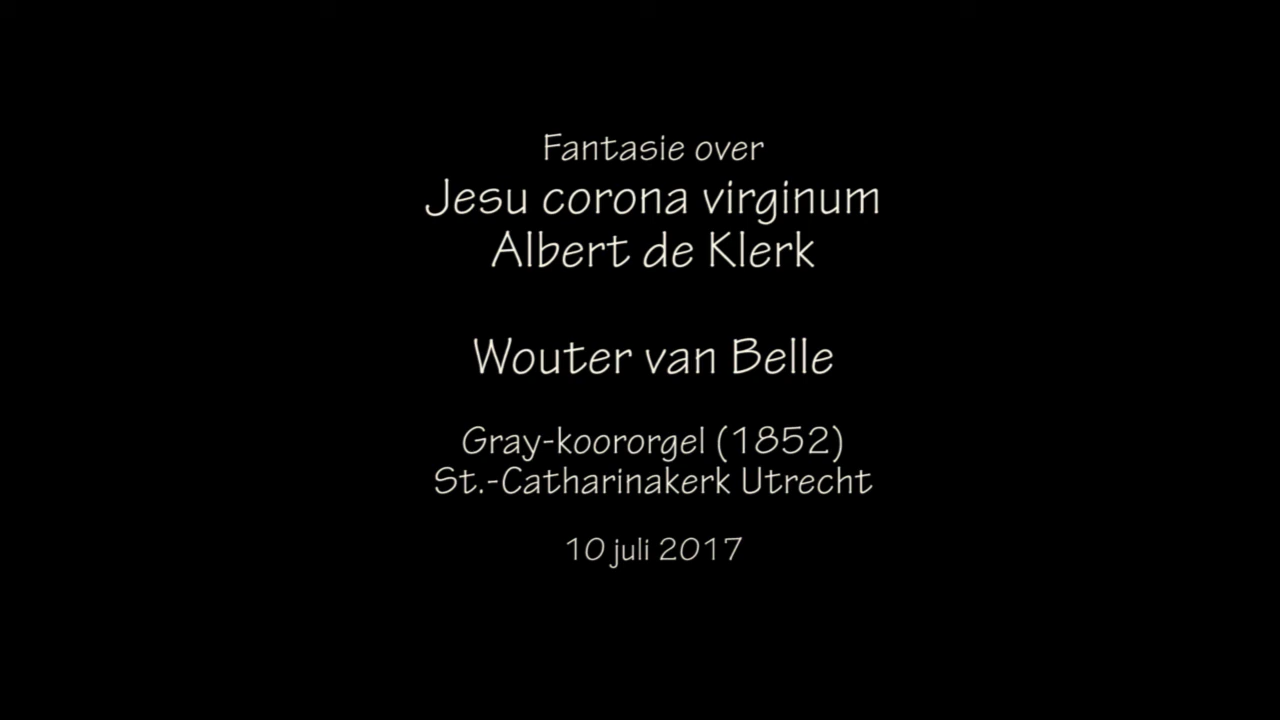 Fantasie over
Jesu corona virginum
Albert de Klerk
Wouter van Belle
Gray-koororgel (1852)
St.-Catharinakerk Utrecht
10 juli 2017